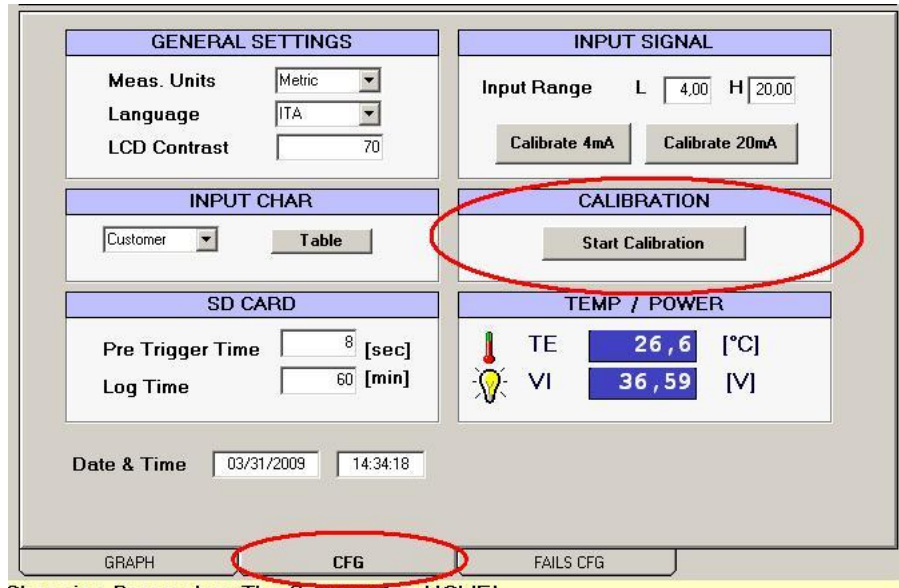 GENERAL SETTINGS
Meas. Units Metric
Language ITA
LCD Contrast 70
INPUT SIGNAL
Input Range L 4,00 H 20,00
Calibrate 4mA Calibrate 20mA
INPUT CHAR
Customer Table
CALIBRATION
Start Calibration
SD CARD
Pre Trigger Time 8 [sec]
Log Time 60 [min]
TEMP / POWER
TE 26,6 [°C]
VI 36,59 [V]
Date & Time 03/31/2009 14:34:18
GRAPH CFG FAILS CFG